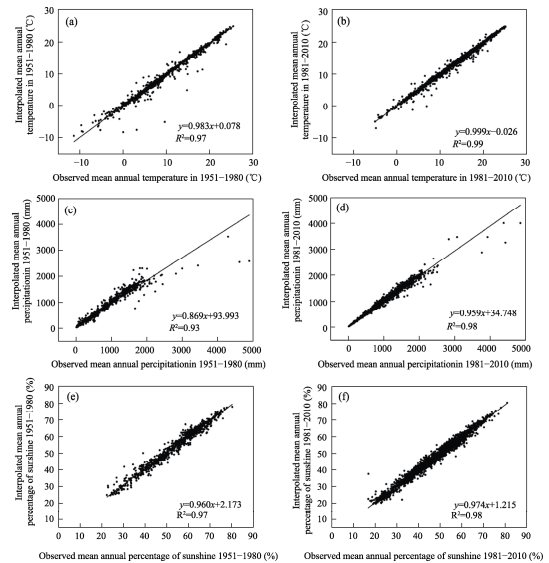 30
20
10
0
−10
(a)
y=0.983x+0.078
R²=0.97
−10 0 10 20 30
Observed mean annual temperature in 1951−1980 (℃)
Interpolated mean annual
temperature in 1951−1980 (℃)
30
20
10
0
−10
(b)
y=0.999x−0.026
R²=0.99
−10 0 10 20 30
Observed mean annual temperature in 1981−2010 (℃)
Interpolated mean annual
temperature in 1981−2010 (℃)
5000
4000
3000
2000
1000
0
(c)
y=0.869x+93.993
R²=0.93
0 1000 2000 3000 4000 5000
Observed mean annual percipitationin 1951−1980 (mm)
Interpolated mean annual
percipitationin 1951−1980 (mm)
5000
4000
3000
2000
1000
0
(d)
y=0.959x+34.748
R²=0.98
0 1000 2000 3000 4000 5000
Observed mean annual percipitationin 1981−2010 (mm)
Interpolated mean annual
percipitationin 1981−2010 (mm)
90
80
70
60
50
40
30
20
10
(e)
y=0.960x+2.173
R²=0.97
10 20 30 40 50 60 70 80 90
Observed mean annual percentage of sunshine 1951−1980 (%)
Interpolated mean annual
percentage of sunshine 1951−1980 (%)
90
80
70
60
50
40
30
20
10
(f)
y=0.974x+1.215
R²=0.98
10 20 30 40 50 60 70 80 90
Observed mean annual percentage of sunshine 1981−2010 (%)
Interpolated mean annual
percentage of sunshine 1981−2010 (%)